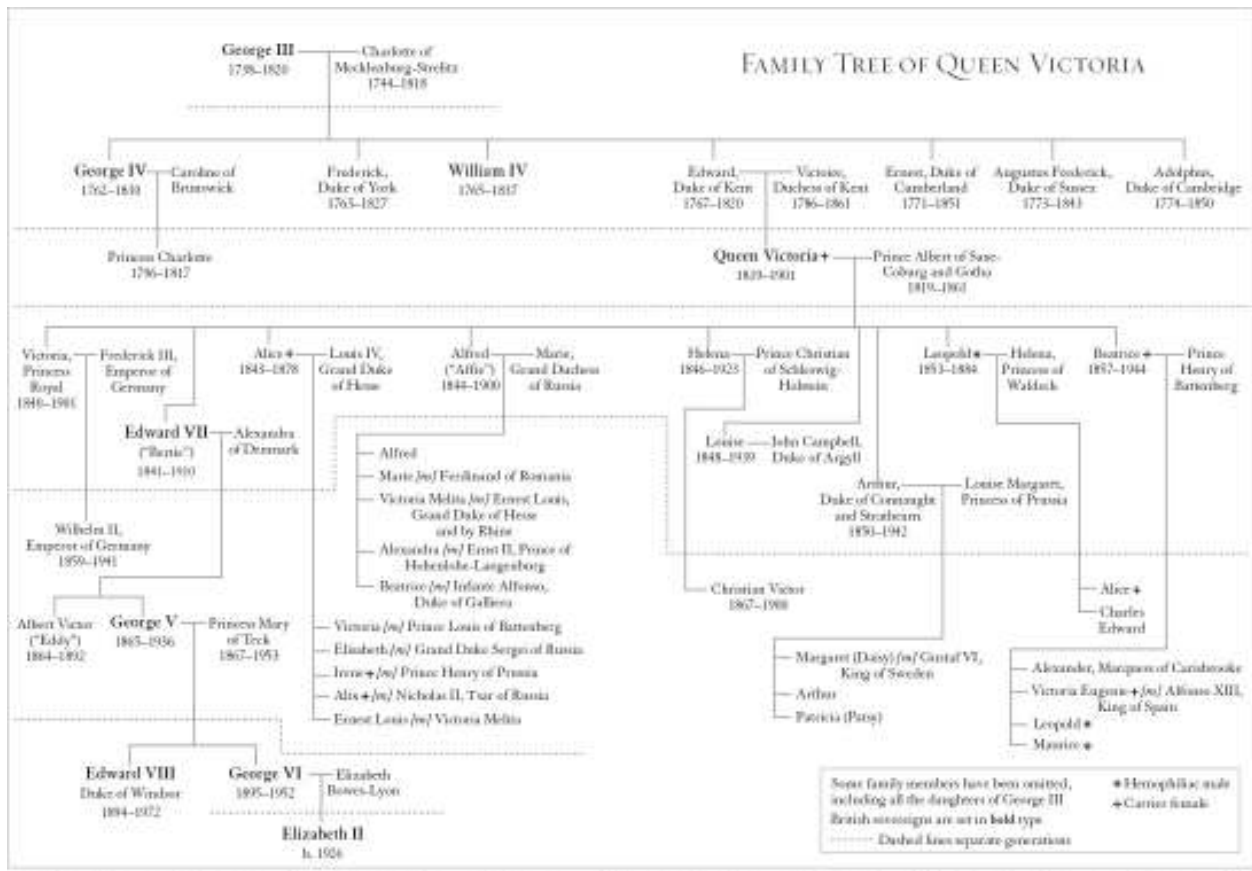 FAMILY TREE OF QUEEN VICTORIA
George III
1738–1820
Charlotte of
Mecklenburg-Strelitz
1744–1818
George IV
1762–1830
Caroline of
Brunswick
Frederick,
Duke of York
1763–1827
William IV
1765–1837
Edward,
Duke of Kent
1767–1820
Victoire,
Duchess of Kent
1786–1861
Ernest, Duke of
Cumberland
1771–1851
Augustus Frederick,
Duke of Sussex
1773–1843
Adolphus,
Duke of Cambridge
1774–1850
Princess Charlotte
1796–1817
Queen Victoria +
1819–1901
Prince Albert of Saxe-
Coburg and Gotha
1819–1861
Victoria,
Princess
Royal
1840–1901
Frederick III,
Emperor of
Germany
Alice +
1843–1878
Louis IV,
Grand Duke
of Hesse
Alfred
("Affie")
1844–1900
Marie,
Grand Duchess
of Russia
Helena
1846–1923
Prince Christian
of Schleswig-
Holstein
Leopold *
1853–1884
Helena,
Princess of
Waldeck
Beatrice +
1857–1944
Prince
Henry of
Battenberg
Edward VII
("Bertie")
1841–1910
Alexandra
of Denmark
Louise
1848–1939
John Campbell,
Duke of Argyll
Arthur,
Duke of Connaught
and Strathearn
1850–1942
Louise Margaret,
Princess of Prussia
Alfred
Marie [m] Ferdinand of Romania
Victoria Melita [m] Ernest Louis,
Grand Duke of Hesse
and by Rhine
Alexandra [m] Ernst II, Prince of
Hohenlohe-Langenburg
Beatrice [m] Infante Alfonso,
Duke of Galliera
Wilhelm II,
Emperor of Germany
1859–1941
Christian Victor
1867–1900
Alice +
Charles
Edward
Albert Victor
("Eddy")
1864–1892
George V
1865–1936
Princess Mary
of Teck
1867–1953
Victoria [m] Prince Louis of Battenberg
Elisabeth [m] Grand Duke Sergei of Russia
Irene + [m] Prince Henry of Prussia
Alix + [m] Nicholas II, Tsar of Russia
Ernest Louis [m] Victoria Melita
Margaret (Daisy) [m] Gustaf VI,
King of Sweden
Arthur
Patricia (Patsy)
Alexander, Marquess of Carisbrooke
Victoria Eugenie + [m] Alfonso XIII,
King of Spain
Leopold *
Maurice *
Edward VIII
Duke of Windsor
1894–1972
George VI
1895–1952
Elizabeth
Bowes-Lyon
Elizabeth II
b. 1926
Some family members have been omitted,
including all the daughters of George III
British sovereigns are set in bold type
Dashed lines separate generations
* Hemophiliac male
+ Carrier female